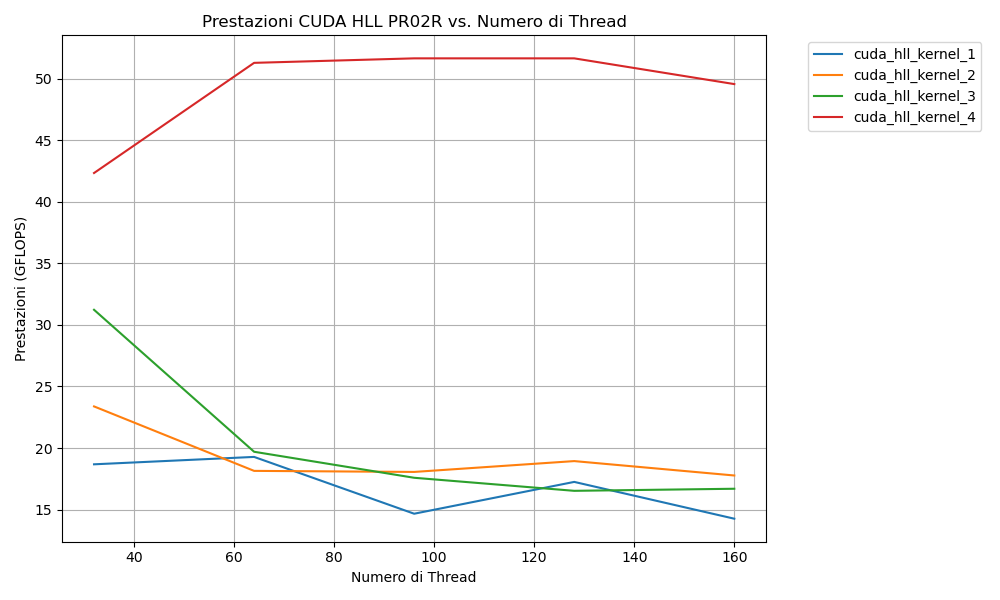 Prestazioni CUDA HLL PR02R vs. Numero di Thread
cuda_hll_kernel_1
cuda_hll_kernel_2
cuda_hll_kernel_3
cuda_hll_kernel_4
Prestazioni (GFLOPS)
50
45
40
35
30
25
20
15
40 60 80 100 120 140 160
Numero di Thread